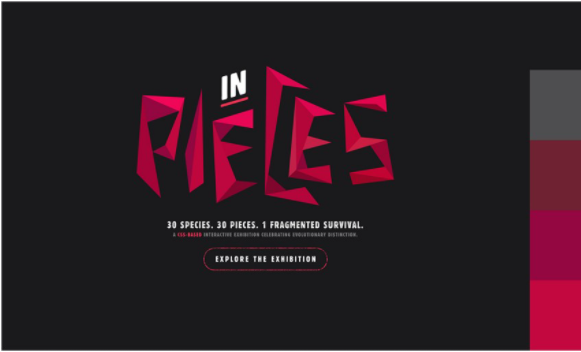 IN
PIECES
30 SPECIES. 30 PIECES. 1 FRAGMENTED SURVIVAL.
A CSS-BASED INTERACTIVE EXHIBITION CELEBRATING EVOLUTIONARY DISTINCTION.
EXPLORE THE EXHIBITION